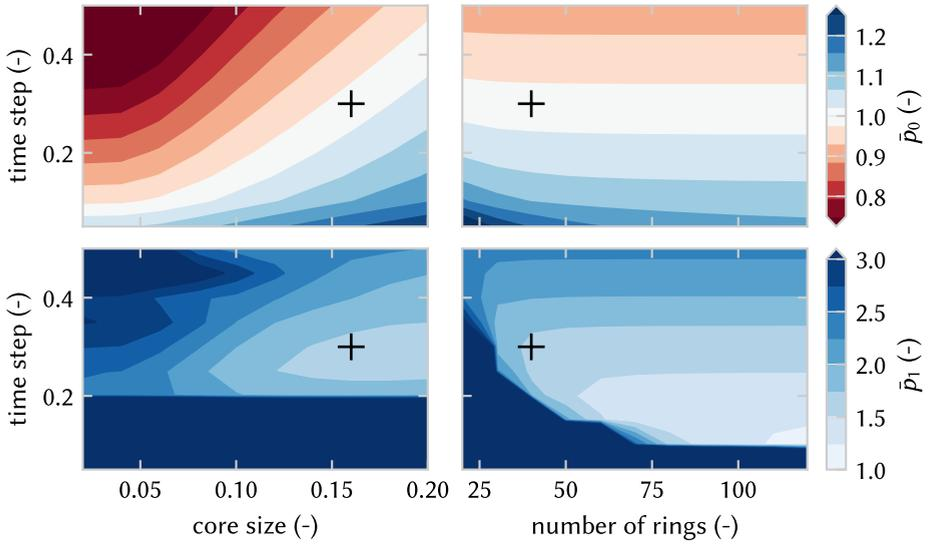 time step (-)
0.4
0.2
1.2
1.1
1.0
0.9
0.8
p̄₀ (-)
time step (-)
0.4
0.2
3.0
2.5
2.0
1.5
1.0
p̄₁ (-)
0.05 0.10 0.15 0.20 25 50 75 100
core size (-) number of rings (-)